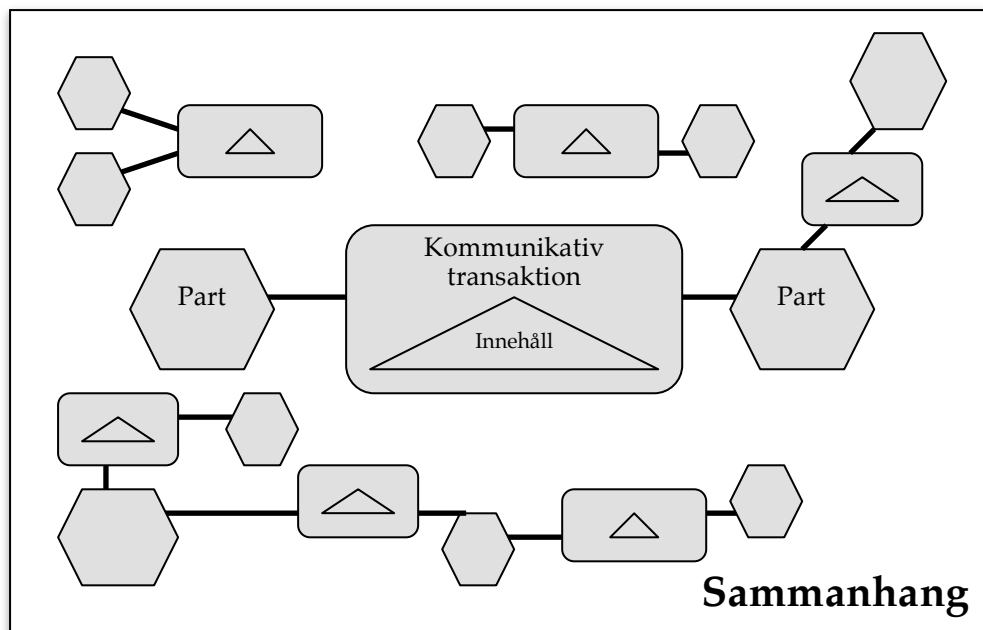 Kommunikativ
transaktion
Part
Innehåll
Part
Sammanhang